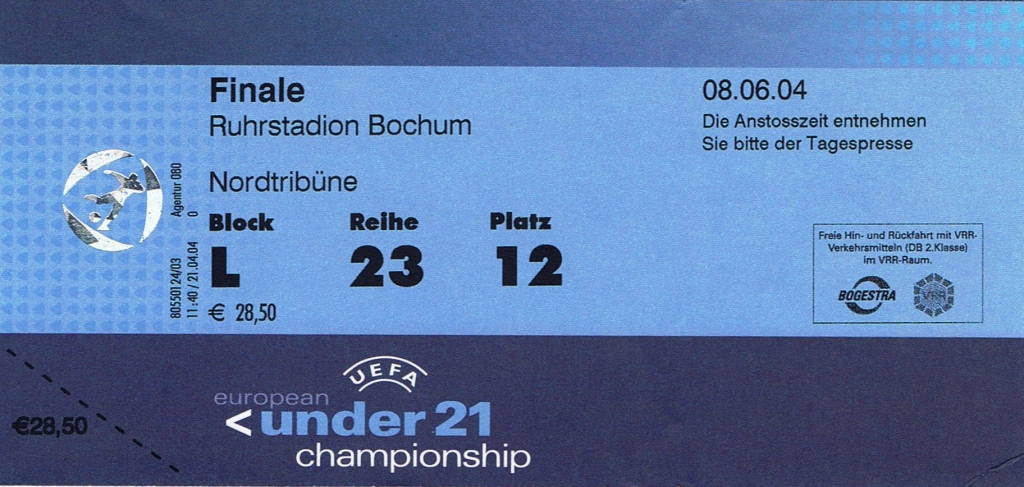 Finale
Ruhrstadion Bochum
08.06.04
Die Anstosszeit entnehmen
Sie bitte der Tagespresse
Nordtribüne
Block Reihe Platz
L 23 12
€ 28,50
Agentur 080
0
80550124/03
11:40/21.04.04
Freie Hin- und Rückfahrt mit VRR-
Verkehrsmitteln (DB 2.Klasse)
im VRR-Raum.
BOGESTRA
VRR
€28,50
UEFA
european
<under 21
championship